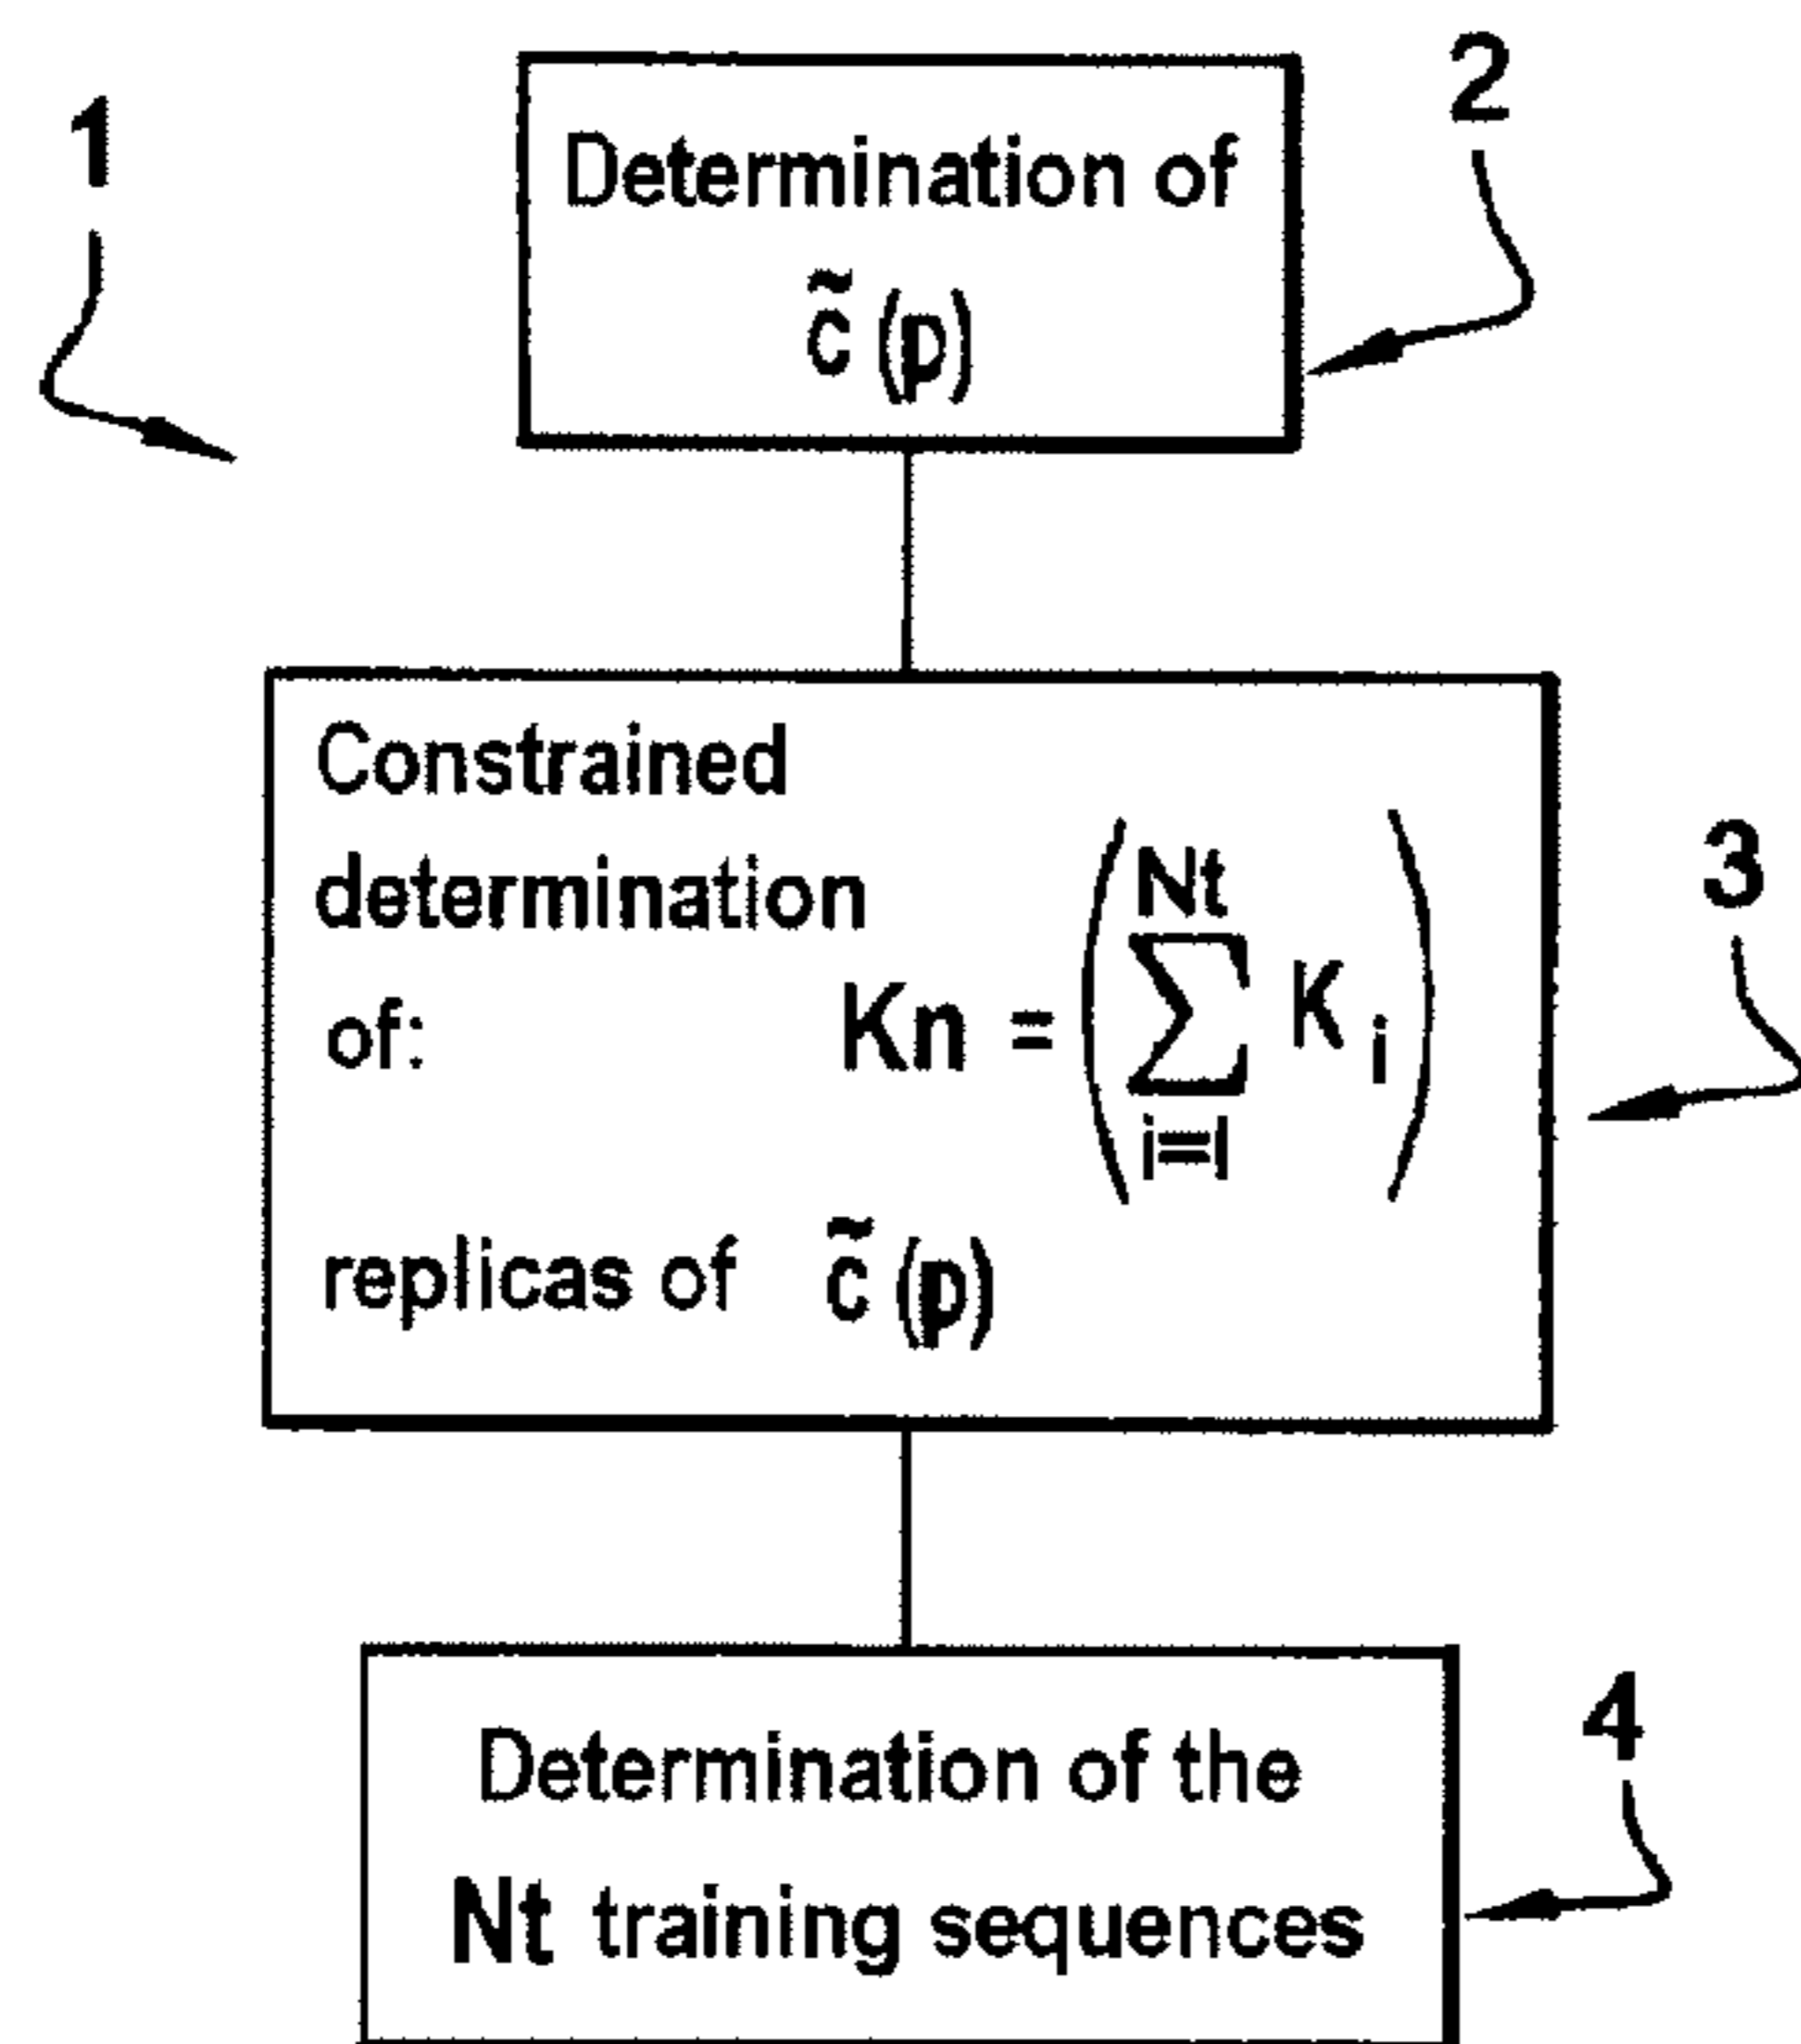 1
2
Determination of
c̃ (p)
Constrained
determination
of: Kn = (∑ K i)
Nt
i=1
3
replicas of c̃ (p)
4
Determination of the
Nt training sequences